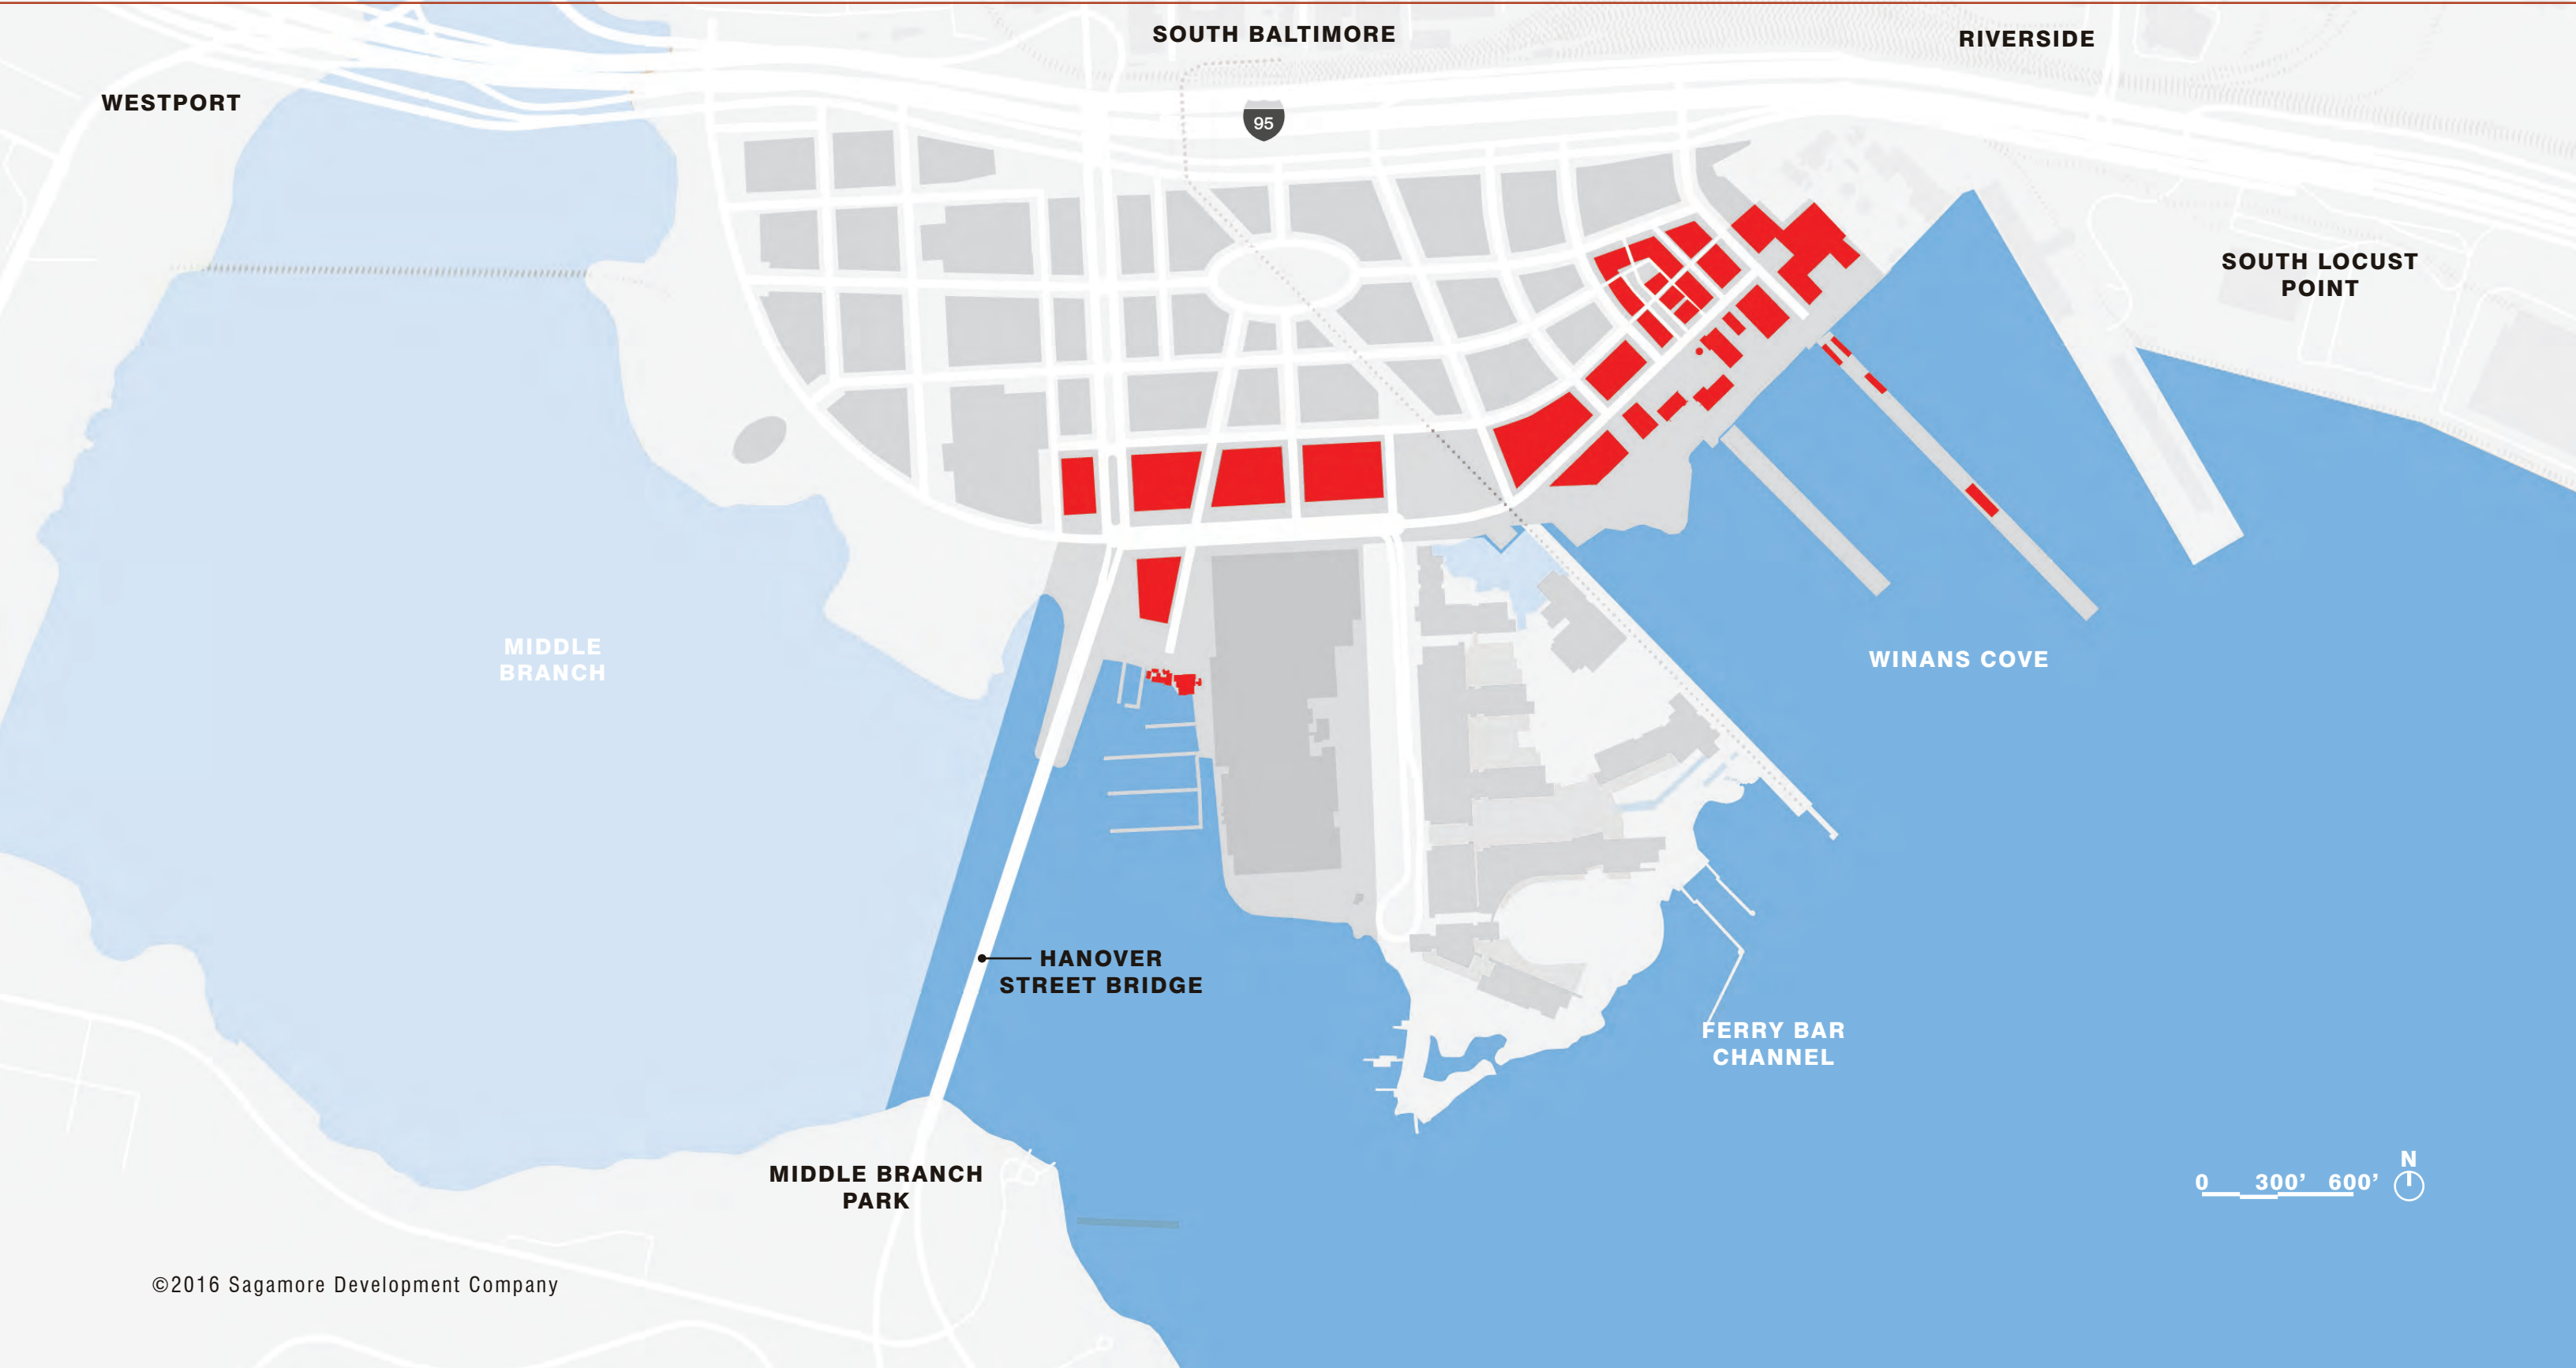 SOUTH BALTIMORE
RIVERSIDE
WESTPORT
95
SOUTH LOCUST
POINT
MIDDLE
BRANCH
WINANS COVE
HANOVER
STREET BRIDGE
FERRY BAR
CHANNEL
MIDDLE BRANCH
PARK
N
0 300’ 600’
©2016 Sagamore Development Company